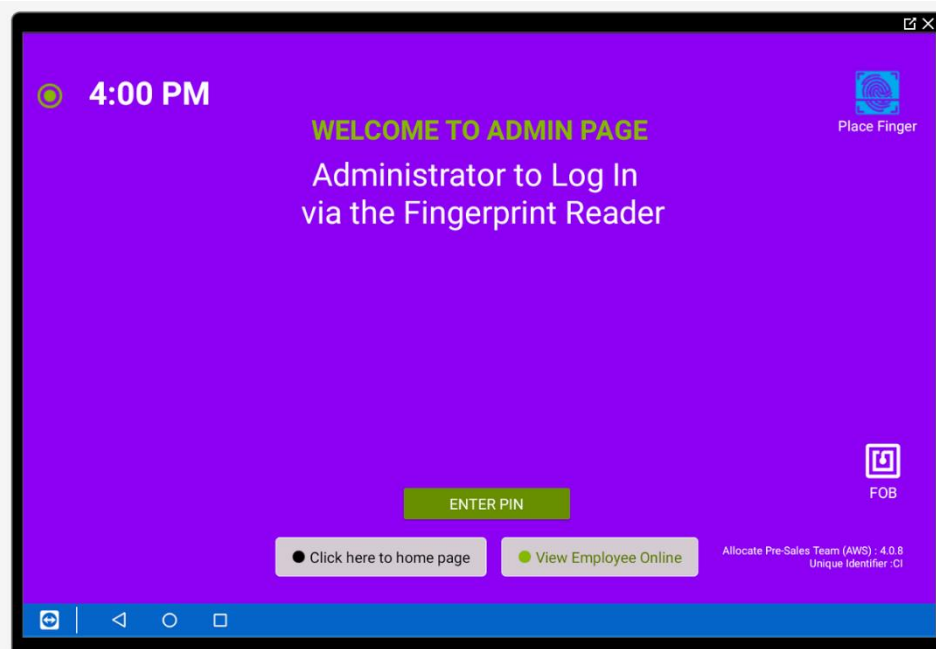 4:00 PM
Place Finger
WELCOME TO ADMIN PAGE
Administrator to Log In
via the Fingerprint Reader
FOB
ENTER PIN
Click here to home page
View Employee Online
Allocate Pre-Sales Team (AWS) : 4.0.8
Unique Identifier :CI